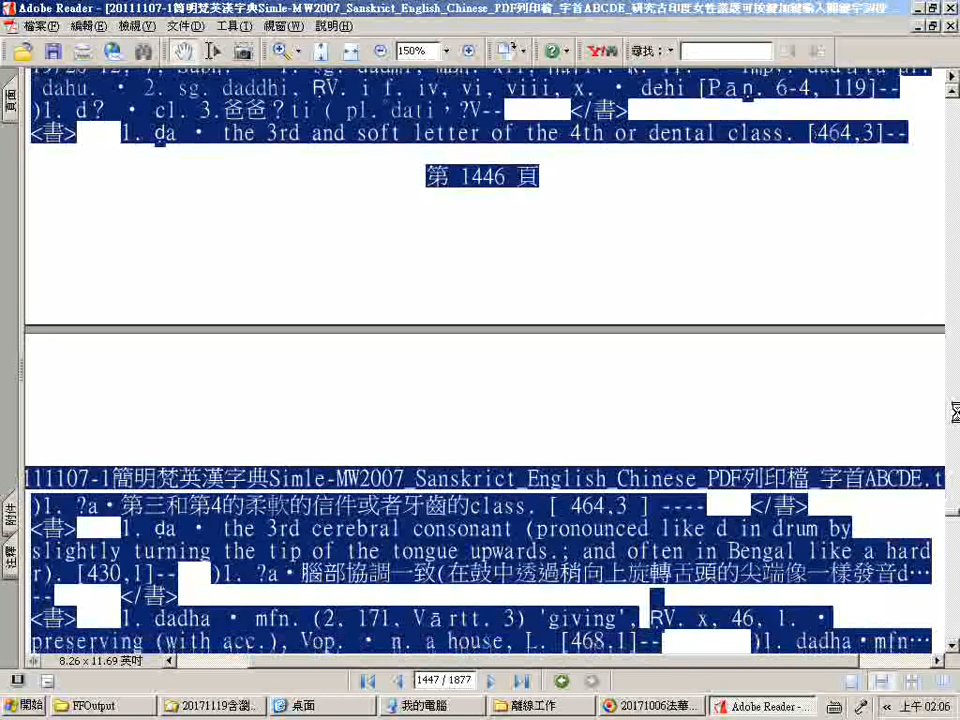 Adobe Reader - [20111107-1簡明梵英漢字典Simle-MW2007_Sanskrict_English_Chinese_PDF列印檔_字首ABCDE_研究古印度女性
檔案(F) 編輯(E) 檢視(V) 文件(D) 工具(T) 視窗(W) 說明(H)
150% 尋找:
頁面
dahu. • 2. sg. daddhi, RV. i f. iv, vi, viii, x. • dehi [Pāṇ. 6-4, 119]--
)1. d? • cl. 3.爸爸？ti ( pl.°dati，?V-- </書>
<書> 1. ḍa • the 3rd and soft letter of the 4th or dental class. [464,3]--
第 1446 頁
111107-1簡明梵英漢字典Simle-MW2007_Sanskrict_English_Chinese_PDF列印檔_字首ABCDE.t
)1. ?a•第三和第4的柔軟的信件或者牙齒的class. [ 464,3 ] ---- </書>
<書> 1. ḍa • the 3rd cerebral consonant (pronounced like d in drum by
slightly turning the tip of the tongue upwards.; and often in Bengal like a hard
r). [430,1]-- )1. ?a•腦部協調一致(在鼓中透過稍向上旋轉舌頭的尖端像一樣發音d…
-- </書>
<書> 1. dadha • mfn. (2, 171, Vārtt. 3) 'giving', RV. x, 46, 1. •
preserving (with acc.), Vop. • n. a house, L. [468,1]-- )1. dadha•mfn…
附件
注釋
8.26 x 11.69 英吋
1447 / 1877
開始 FFOutput 20171119含瀏... 桌面 我的電腦 離線工作 20171006法華... Adobe Reader - [... 上午 02:06